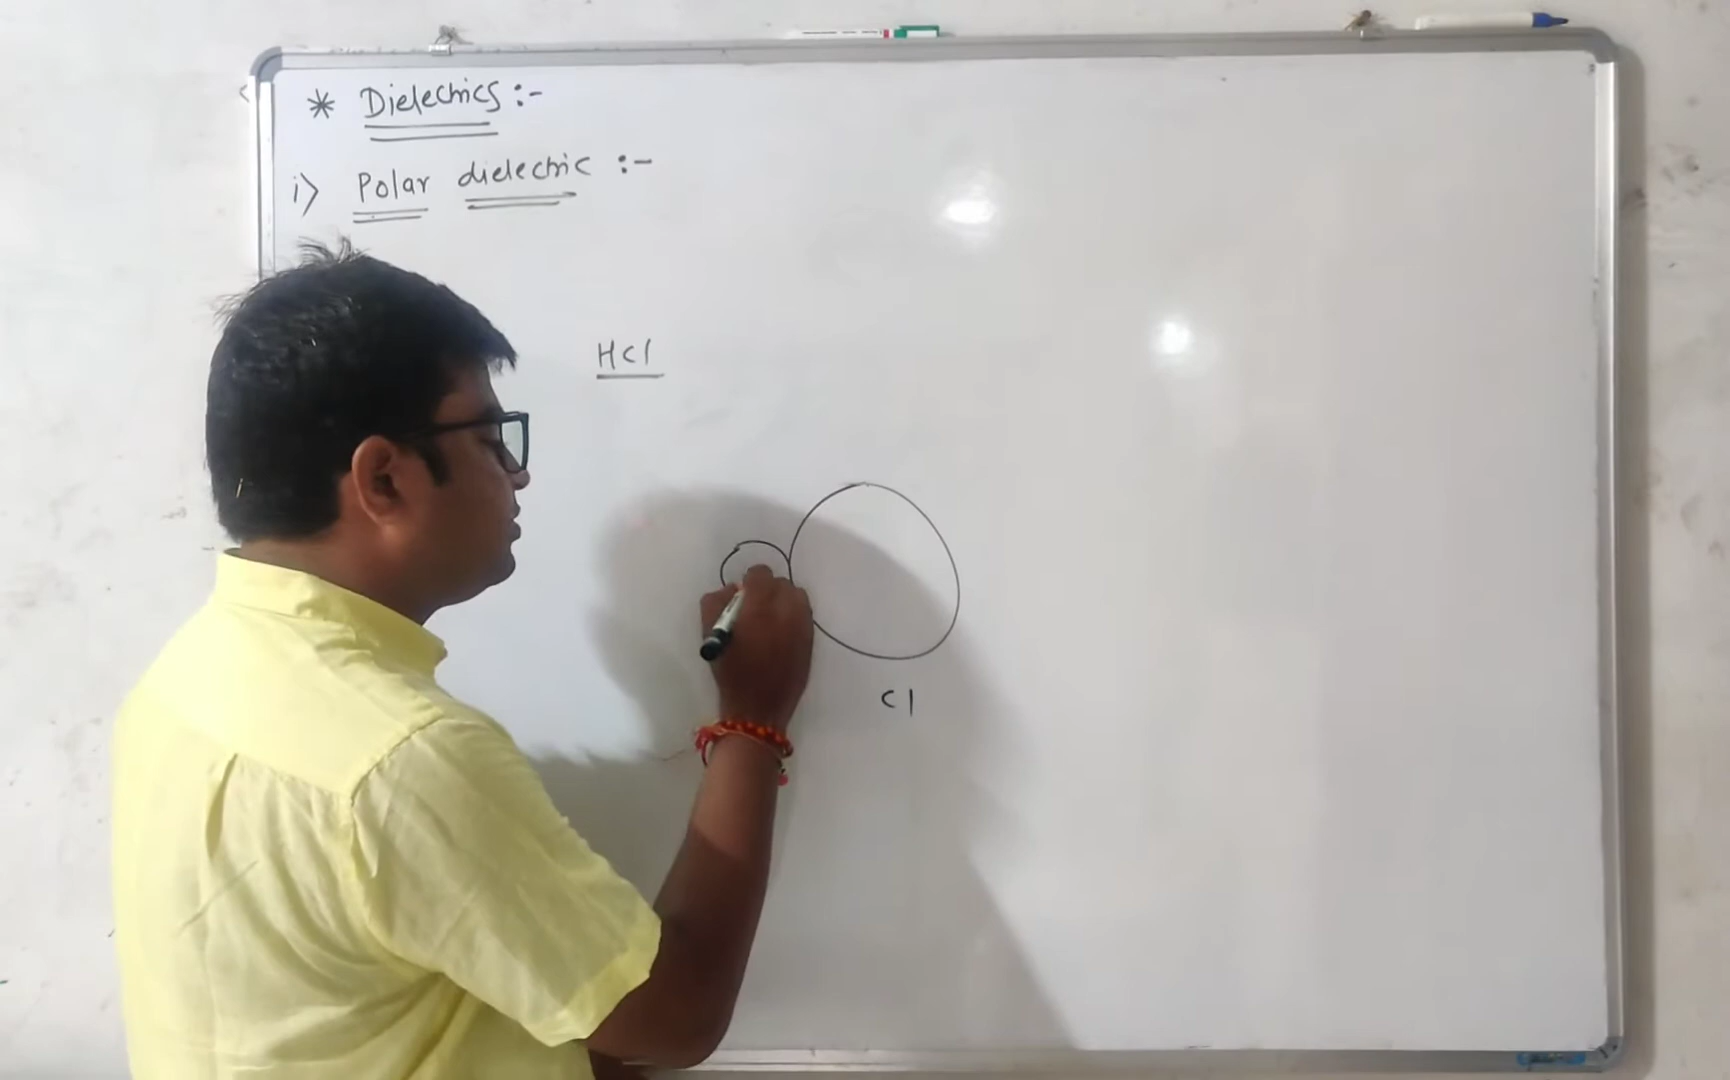 * Dielectrics :-
i> Polar dielectric :-
HCl
Cl